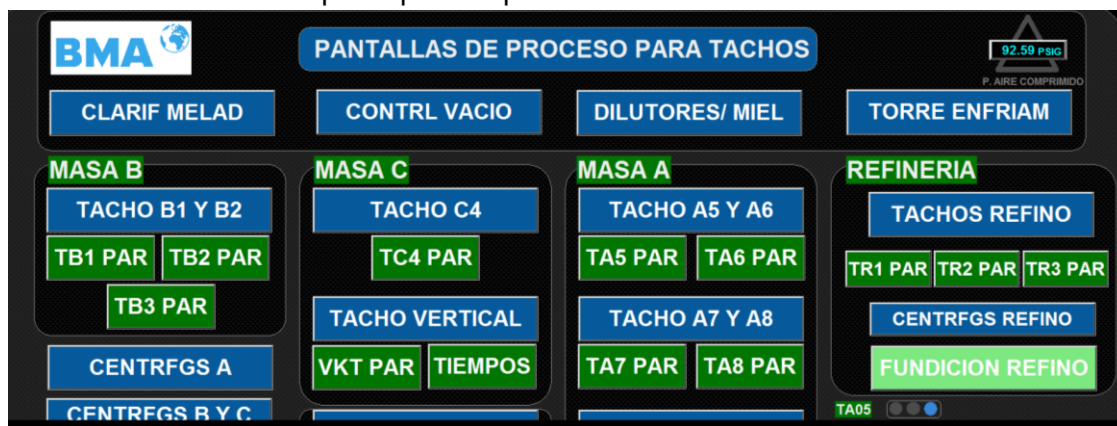 BMA
PANTALLAS DE PROCESO PARA TACHOS
92.59 PSIG
P. AIRE COMPRIMIDO
CLARIF MELAD
CONTRL VACIO
DILUTORES/ MIEL
TORRE ENFRIAM
MASA B
TACHO B1 Y B2
TB1 PAR
TB2 PAR
TB3 PAR
CENTRFGS A
CENTRFGS B Y C
MASA C
TACHO C4
TC4 PAR
TACHO VERTICAL
VKT PAR
TIEMPOS
MASA A
TACHO A5 Y A6
TA5 PAR
TA6 PAR
TACHO A7 Y A8
TA7 PAR
TA8 PAR
REFINERIA
TACHOS REFINO
TR1 PAR
TR2 PAR
TR3 PAR
CENTRFGS REFINO
FUNDICION REFINO
TA05